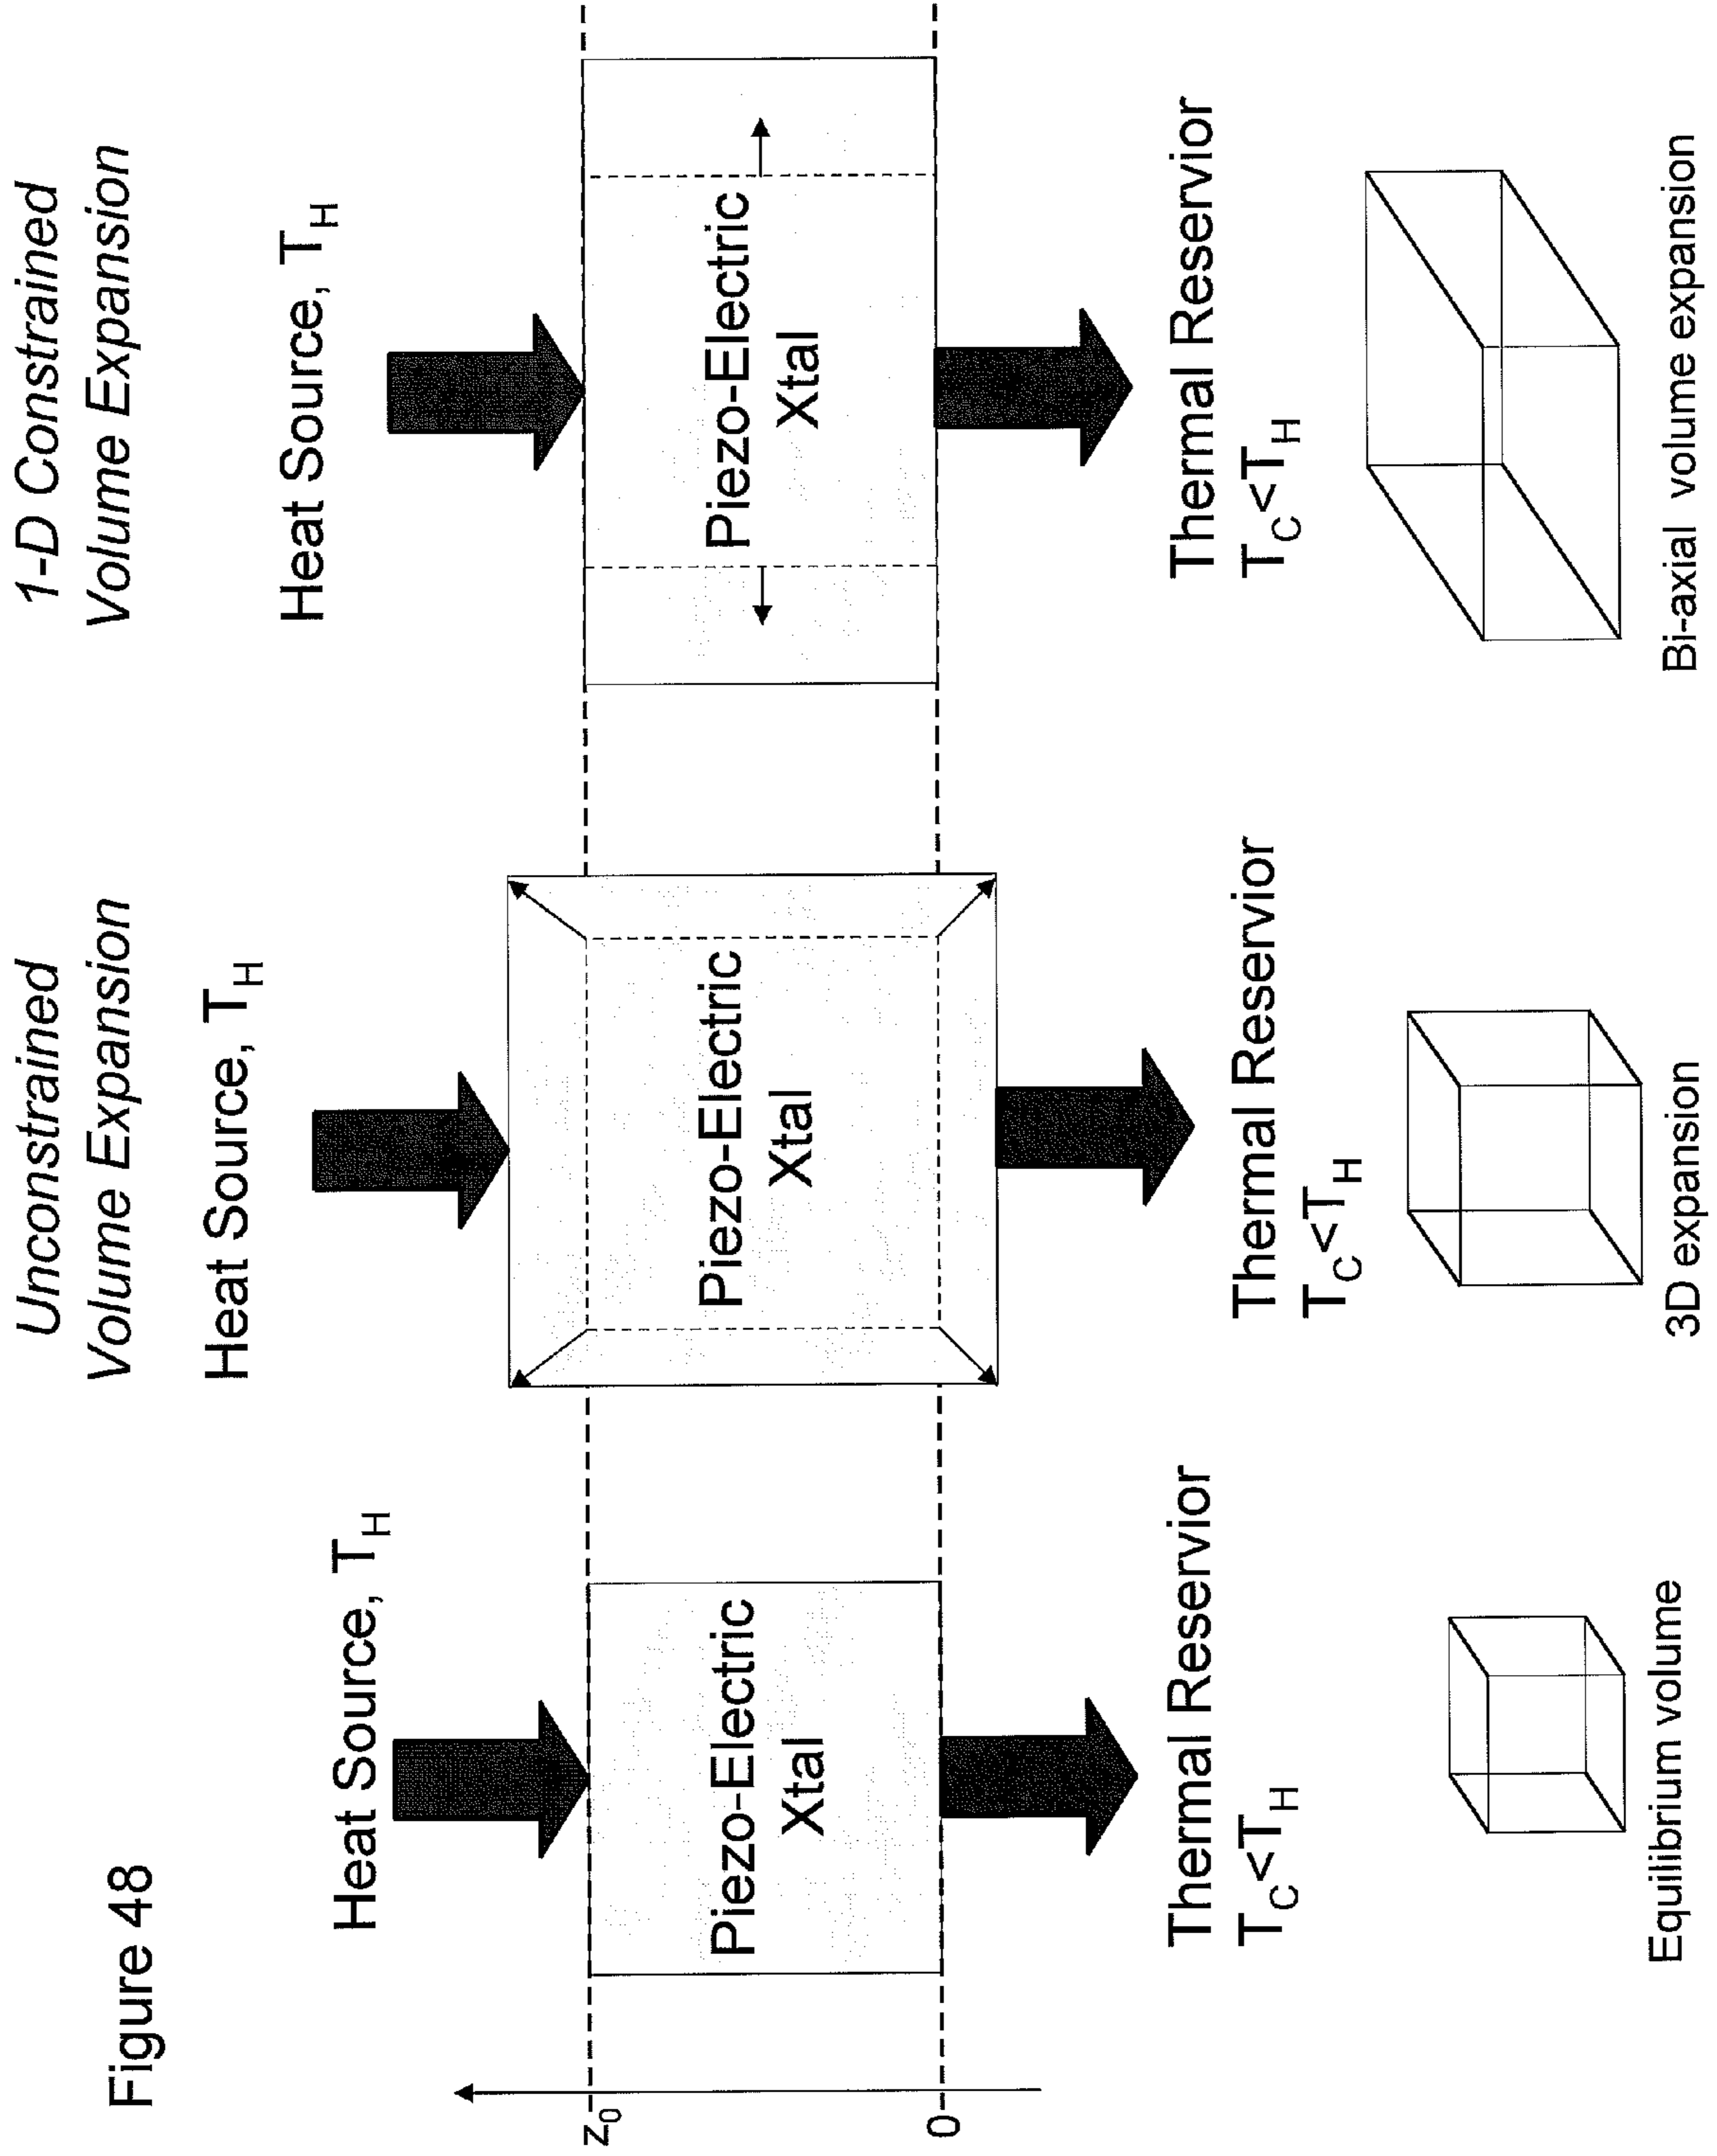 Figure 48
Unconstrained
Volume Expansion
1-D Constrained
Volume Expansion
Heat Source, T_H
Heat Source, T_H
Heat Source, T_H
z_0
0
Piezo-Electric
Xtal
Piezo-Electric
Xtal
Piezo-Electric
Xtal
Thermal Reservior
T_C<T_H
Thermal Reservior
T_C<T_H
Thermal Reservior
T_C<T_H
Equilibrium volume
3D expansion
Bi-axial volume expansion